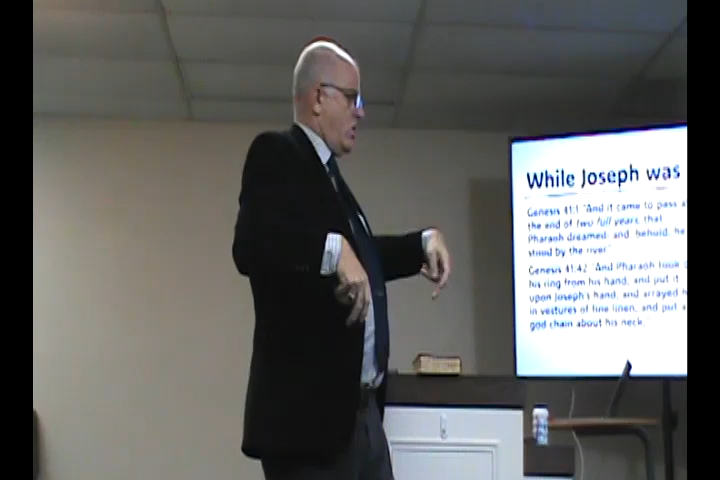 While Joseph was
Genesis 41:1 "And it came to pass a
the end of two full years, that
Pharaoh dreamed: and, behold, he
stood by the river."
Genesis 41:42 "And Pharaoh took
his ring from his hand, and put it
upon Joseph's hand, and arrayed h
in vestures of fine linen, and put a
god chain about his neck;